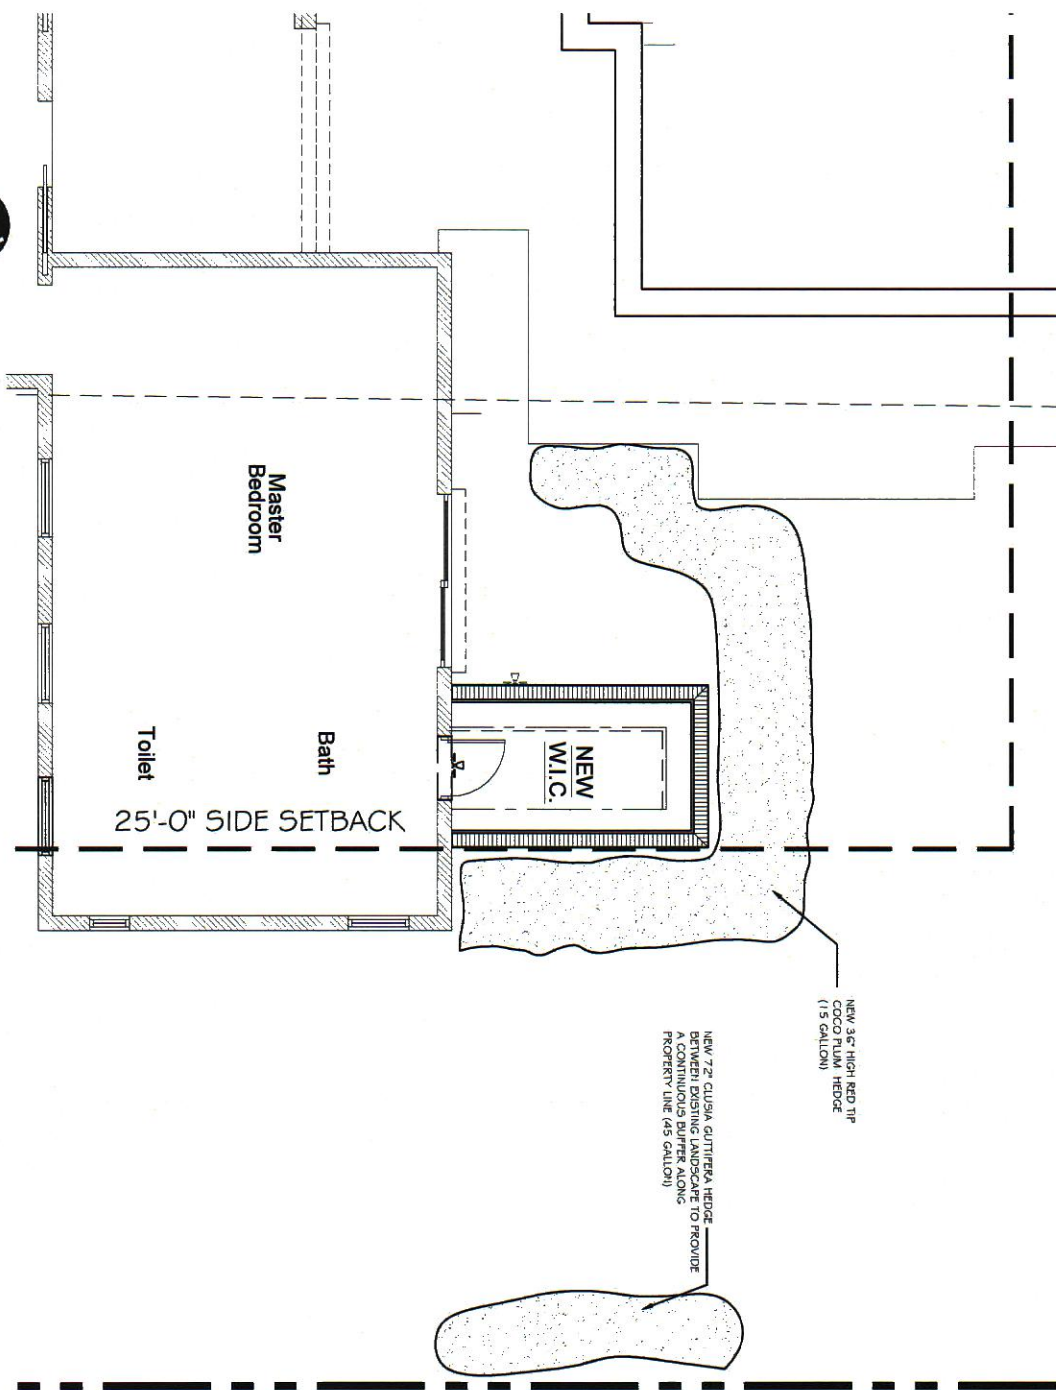 Master
Bedroom
Bath
Toilet
NEW
W.I.C.
25'-0" SIDE SETBACK
NEW 36" HIGH RED TIP
COCO PLUM HEDGE
(15 GALLON)
NEW 72" CLUSIA GUTTIFERA HEDGE
BETWEEN EXISTING LANDSCAPE TO PROVIDE
A CONTINUOUS BUFFER ALONG
PROPERTY LINE (45 GALLON)